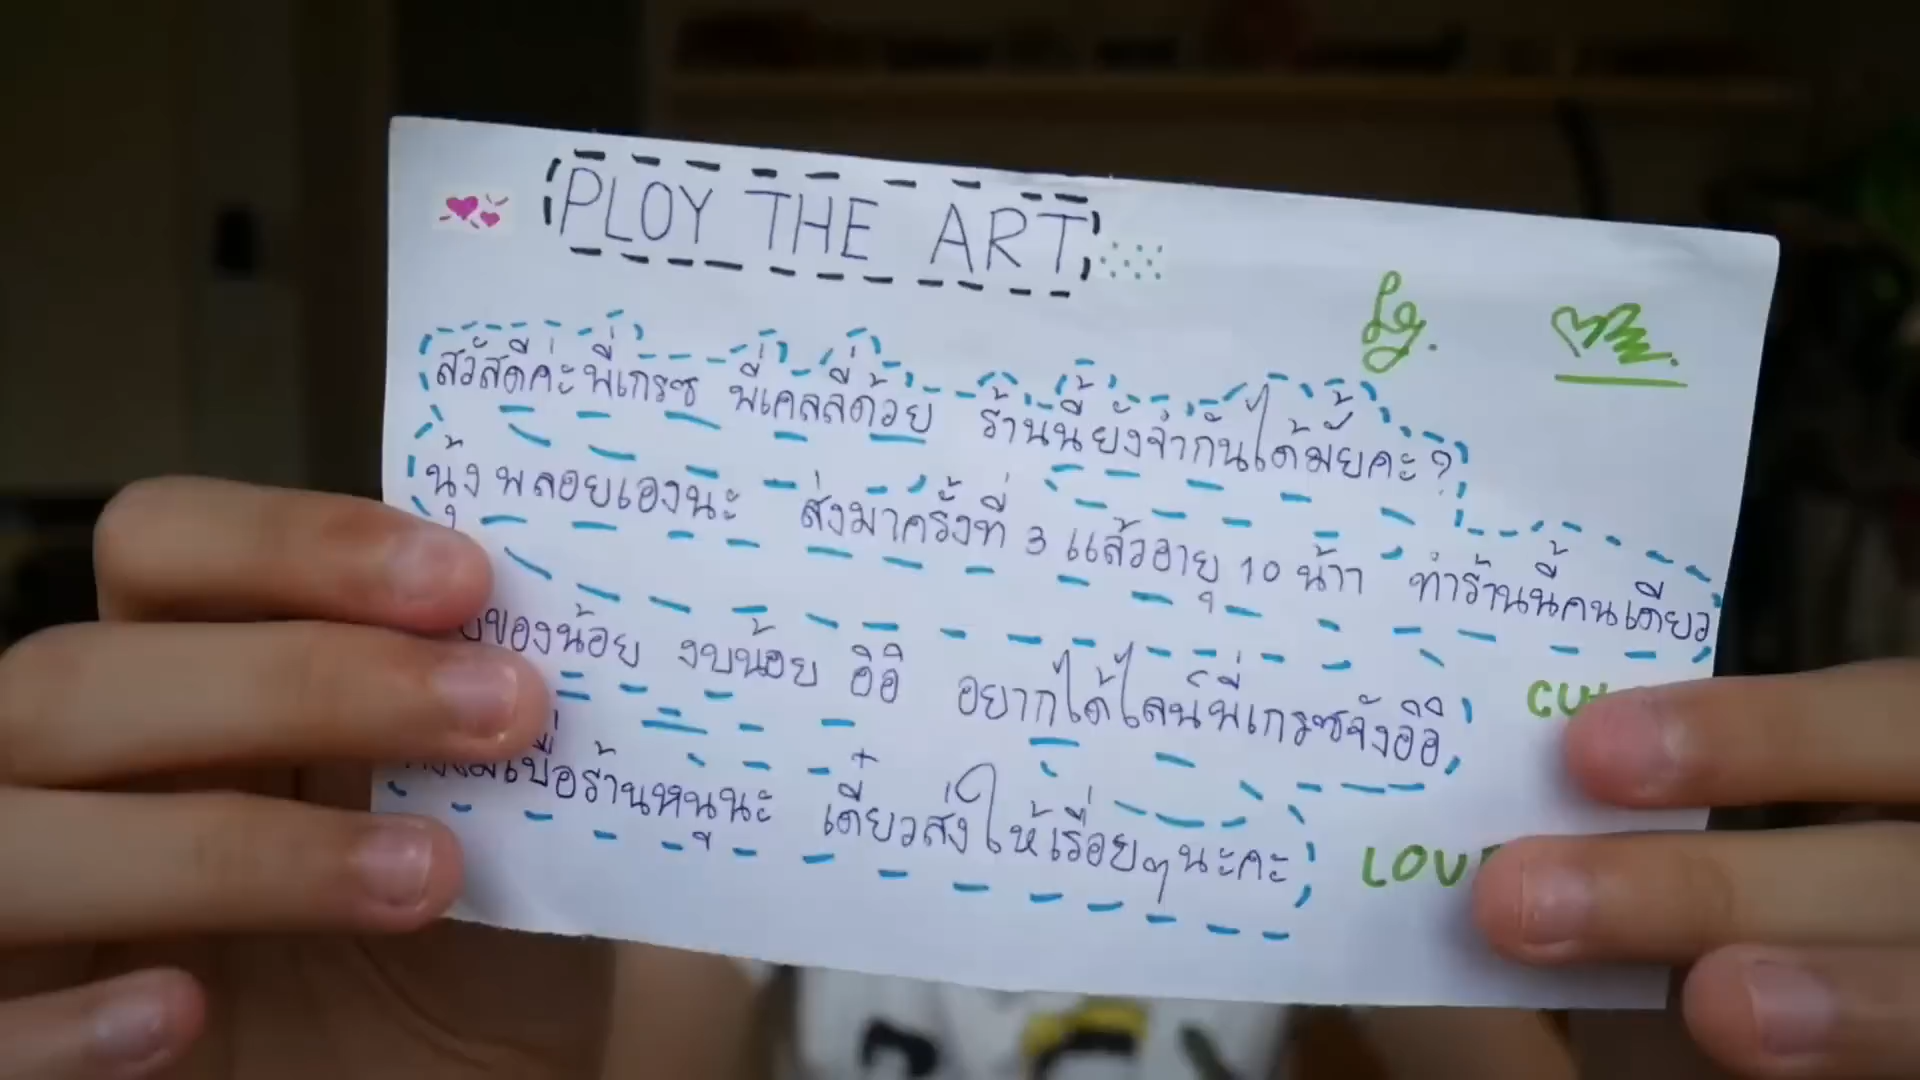 PLOY THE ART
สวัสดีค่ะพี่เกรซ พี่เคลลี่ด้วย ร้านนี้ยังจำกันได้มั้ยคะ?
นุ้งพลอยเองนะ ส่งมาครั้งที่ 3 แล้วอายุ 10 น้าา ทำร้านนี้คนเดียว
ของน้อย งบน้อย อิอิ อยากได้ไลน์พี่เกรซจังอิอิ
เบื่อร้านหนูนะ เดี๋ยวส่งให้เรื่อยๆนะคะ